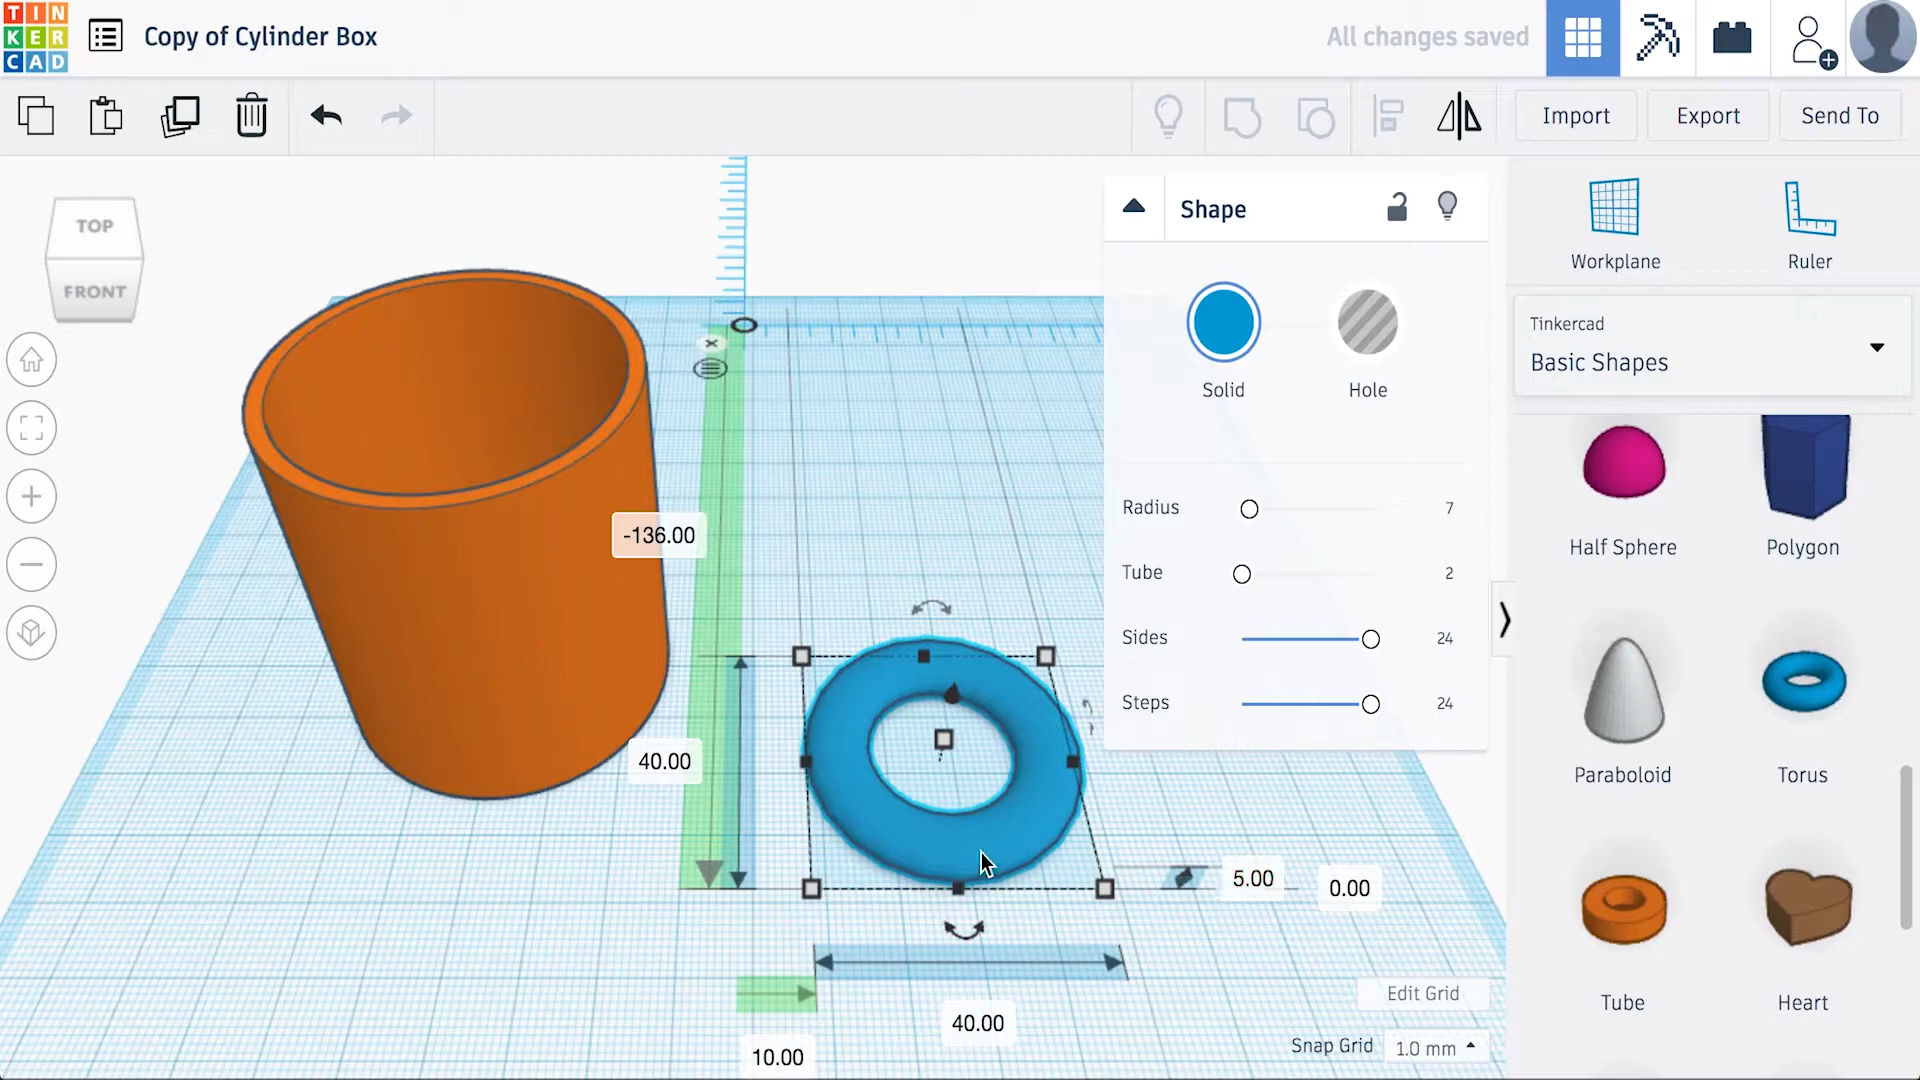 TIN
KER
CAD
Copy of Cylinder Box
All changes saved
Import
Export
Send To
TOP
FRONT
Shape
Solid
Hole
Radius 7
Tube 2
Sides 24
Steps 24
Workplane
Ruler
Tinkercad
Basic Shapes
Half Sphere
Polygon
Paraboloid
Torus
Tube
Heart
-136.00
40.00
5.00
0.00
40.00
10.00
Edit Grid
Snap Grid 1.0 mm